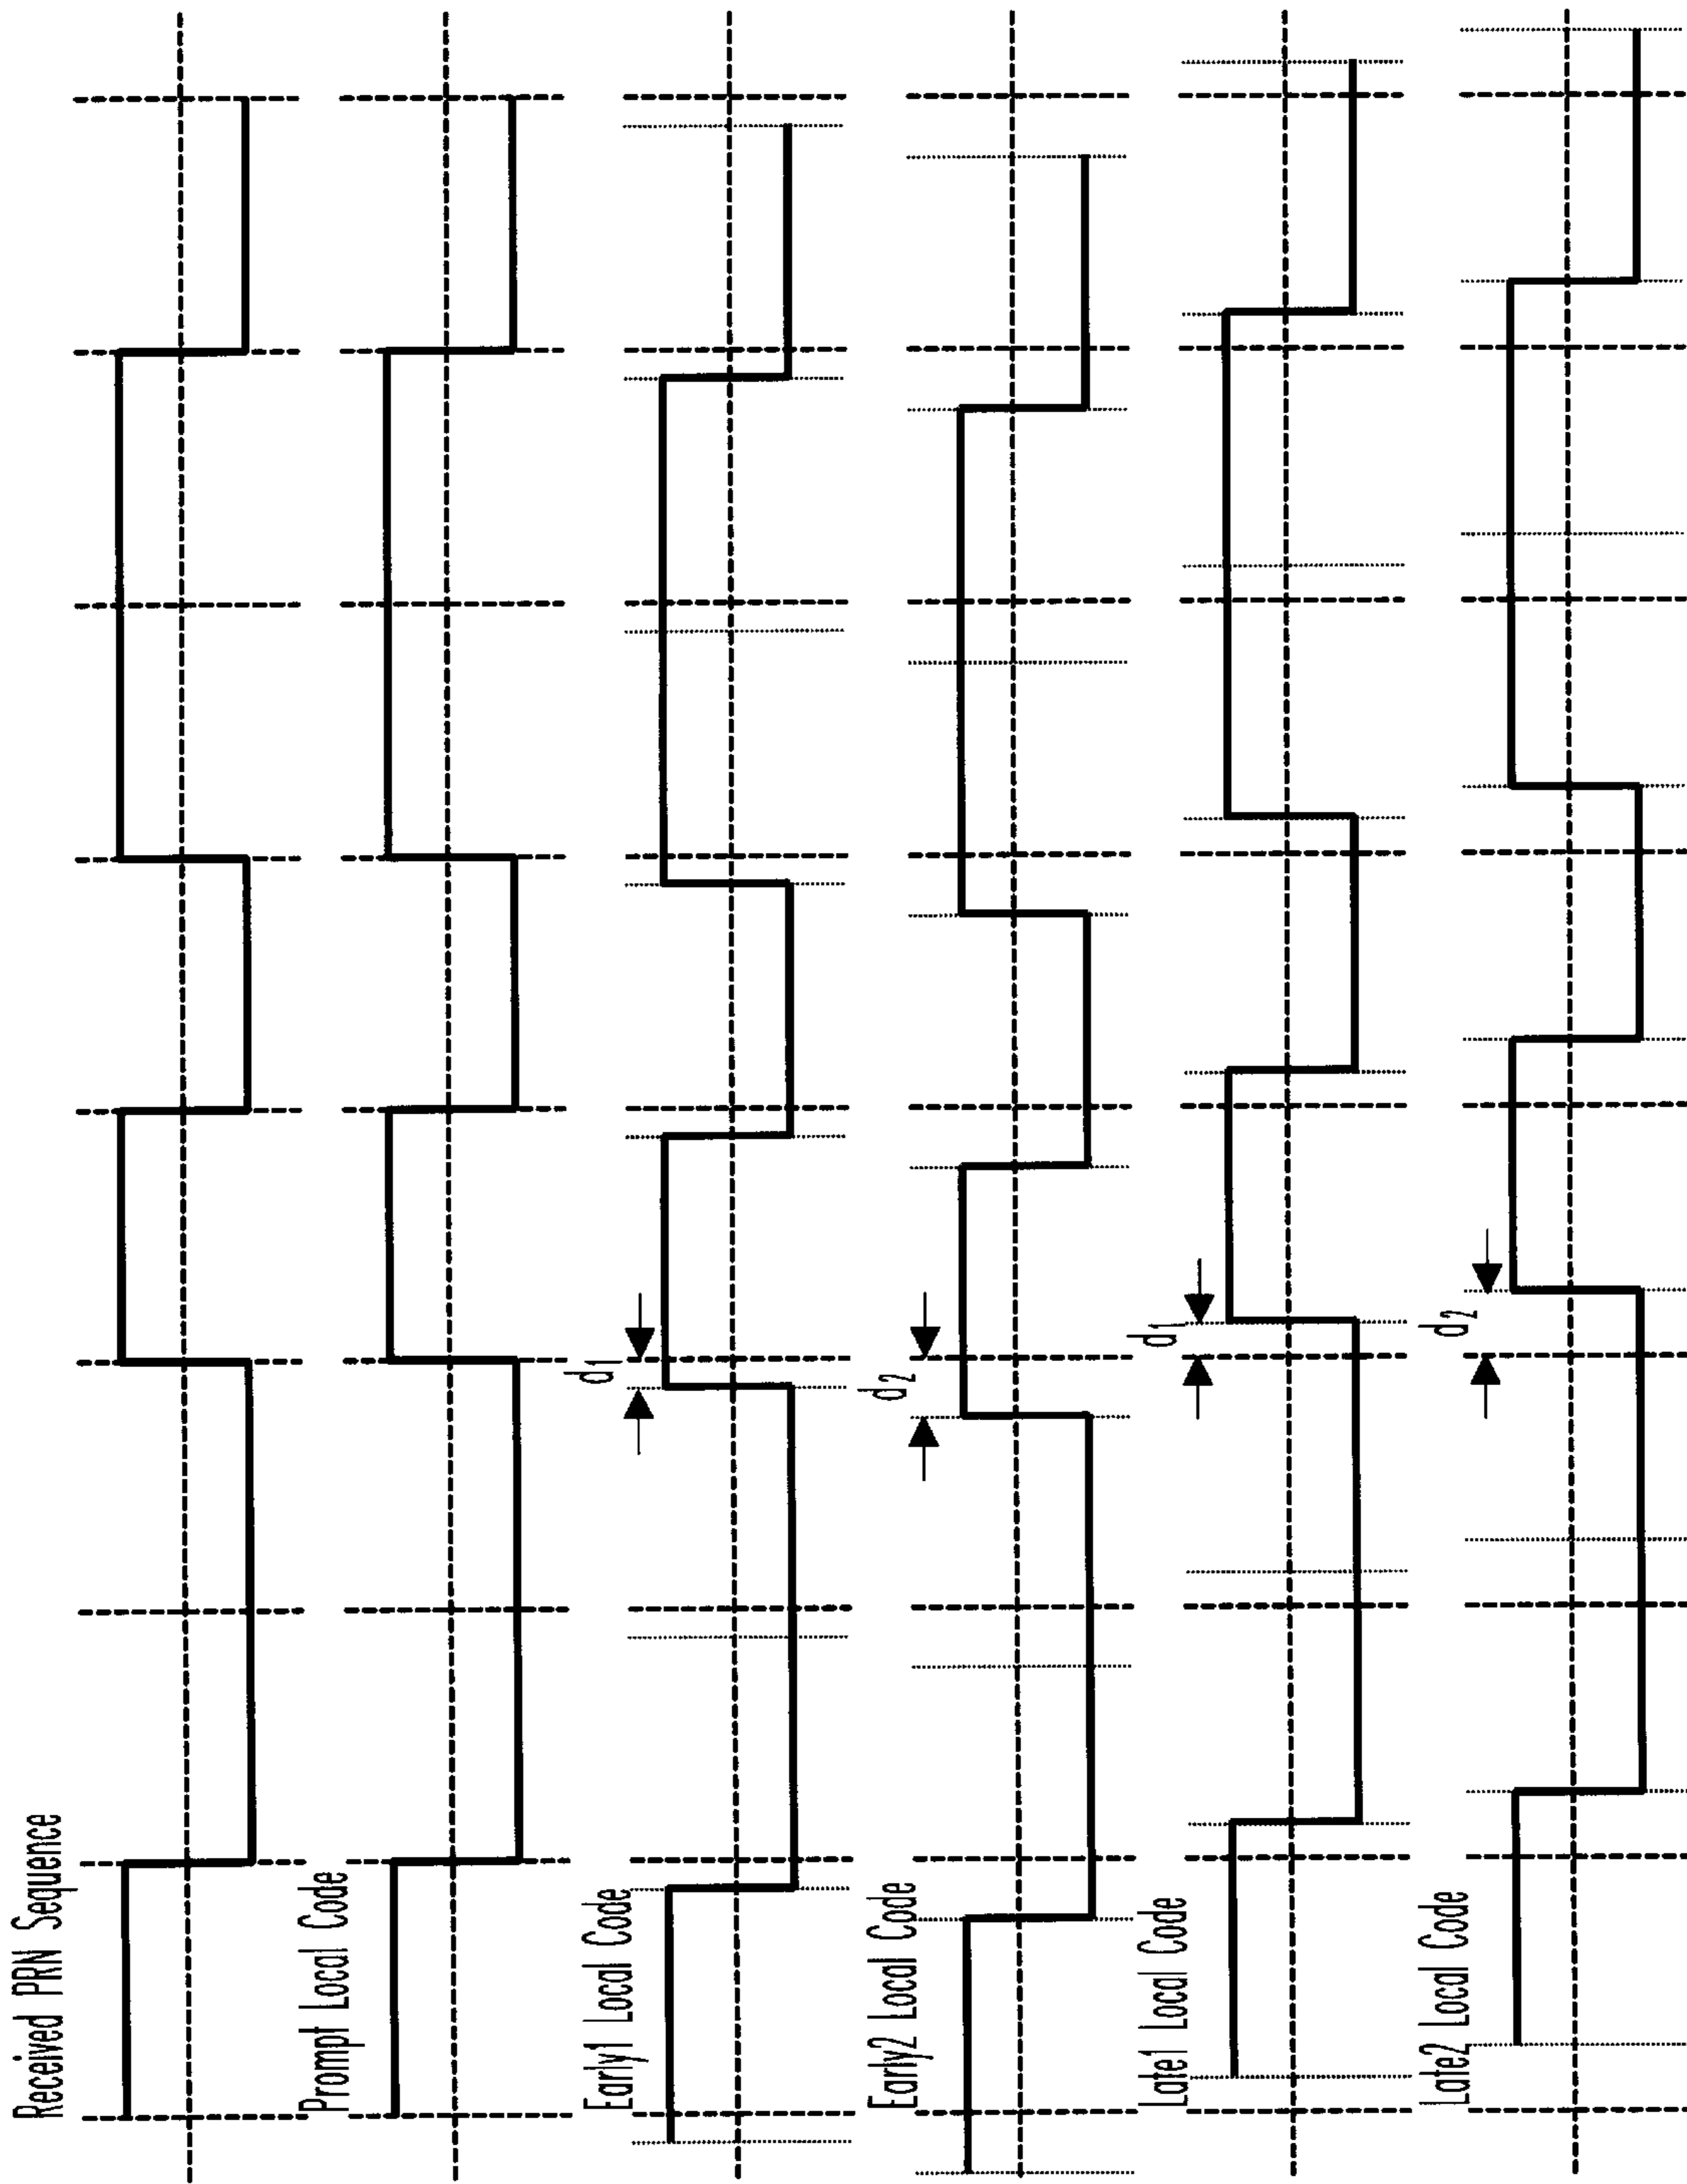 Received PRN Sequence
Prompt Local Code
Early1 Local Code
d1
Early2 Local Code
d2
Late1 Local Code
d1
Late2 Local Code
d2